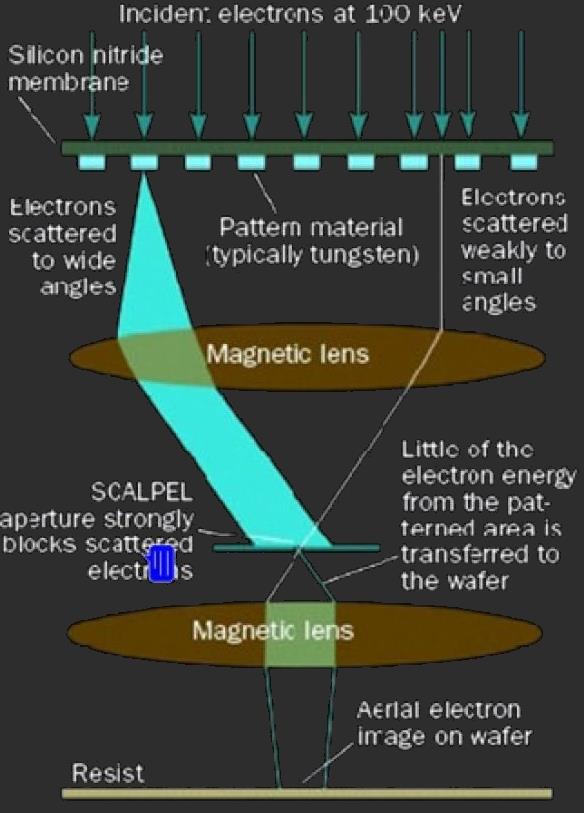 Incident electrons at 100 keV
Silicon nitride
membrane
Electrons
scattered
to wide
angles
Pattern material
(typically tungsten)
Electrons
scattered
weakly to
small
angles
Magnetic lens
Little of the
electron energy
from the pat-
terned area is
transferred to
the wafer
SCALPEL
aperture strongly
blocks scattered
Magnetic lens
Aerial electron
image on wafer
Resist